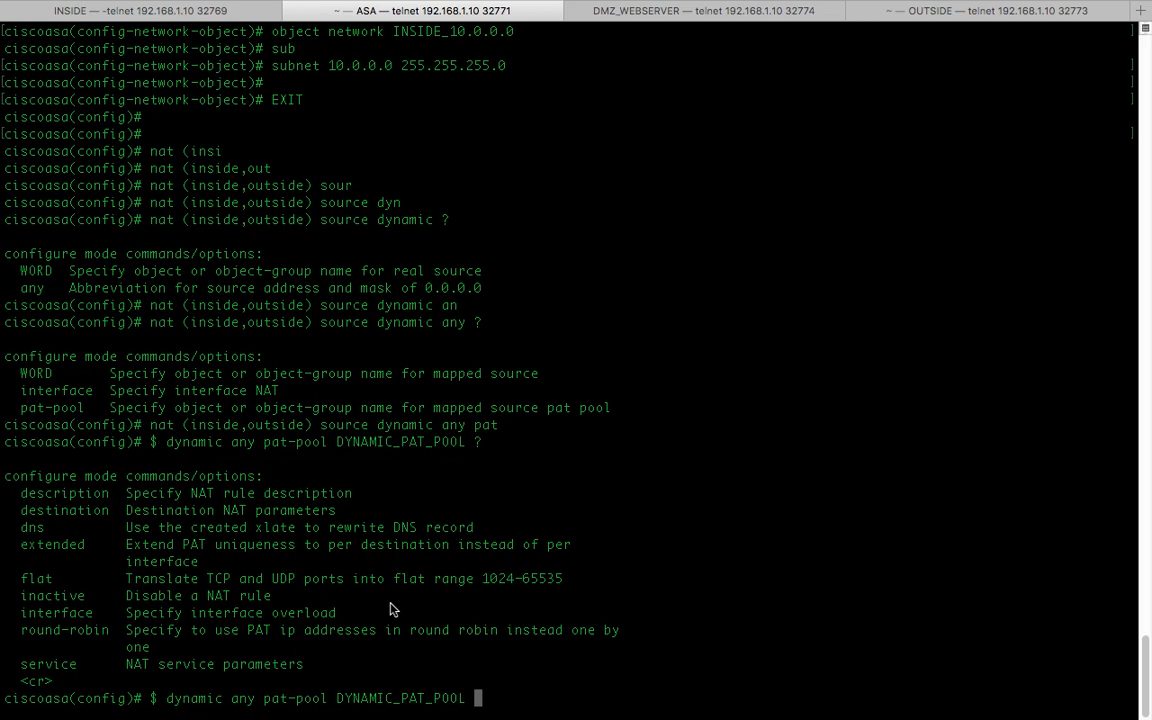 INSIDE — -telnet 192.168.1.10 32769
~ — ASA — telnet 192.168.1.10 32771
DMZ_WEBSERVER — telnet 192.168.1.10 32774
~ — OUTSIDE — telnet 192.168.1.10 32773
+
[ciscoasa(config-network-object)# object network INSIDE_10.0.0.0 ]
ciscoasa(config-network-object)# sub
[ciscoasa(config-network-object)# subnet 10.0.0.0 255.255.255.0 ]
[ciscoasa(config-network-object)# ]
[ciscoasa(config-network-object)# EXIT ]
ciscoasa(config)#
[ciscoasa(config)# ]
ciscoasa(config)# nat (insi
ciscoasa(config)# nat (inside,out
ciscoasa(config)# nat (inside,outside) sour
ciscoasa(config)# nat (inside,outside) source dyn
ciscoasa(config)# nat (inside,outside) source dynamic ?
configure mode commands/options:
WORD Specify object or object-group name for real source
any Abbreviation for source address and mask of 0.0.0.0
ciscoasa(config)# nat (inside,outside) source dynamic an
ciscoasa(config)# nat (inside,outside) source dynamic any ?
configure mode commands/options:
WORD Specify object or object-group name for mapped source
interface Specify interface NAT
pat-pool Specify object or object-group name for mapped source pat pool
ciscoasa(config)# nat (inside,outside) source dynamic any pat
ciscoasa(config)# $ dynamic any pat-pool DYNAMIC_PAT_POOL ?
configure mode commands/options:
description Specify NAT rule description
destination Destination NAT parameters
dns Use the created xlate to rewrite DNS record
extended Extend PAT uniqueness to per destination instead of per
interface
flat Translate TCP and UDP ports into flat range 1024-65535
inactive Disable a NAT rule
interface Specify interface overload
round-robin Specify to use PAT ip addresses in round robin instead one by
one
service NAT service parameters
<cr>
ciscoasa(config)# $ dynamic any pat-pool DYNAMIC_PAT_POOL